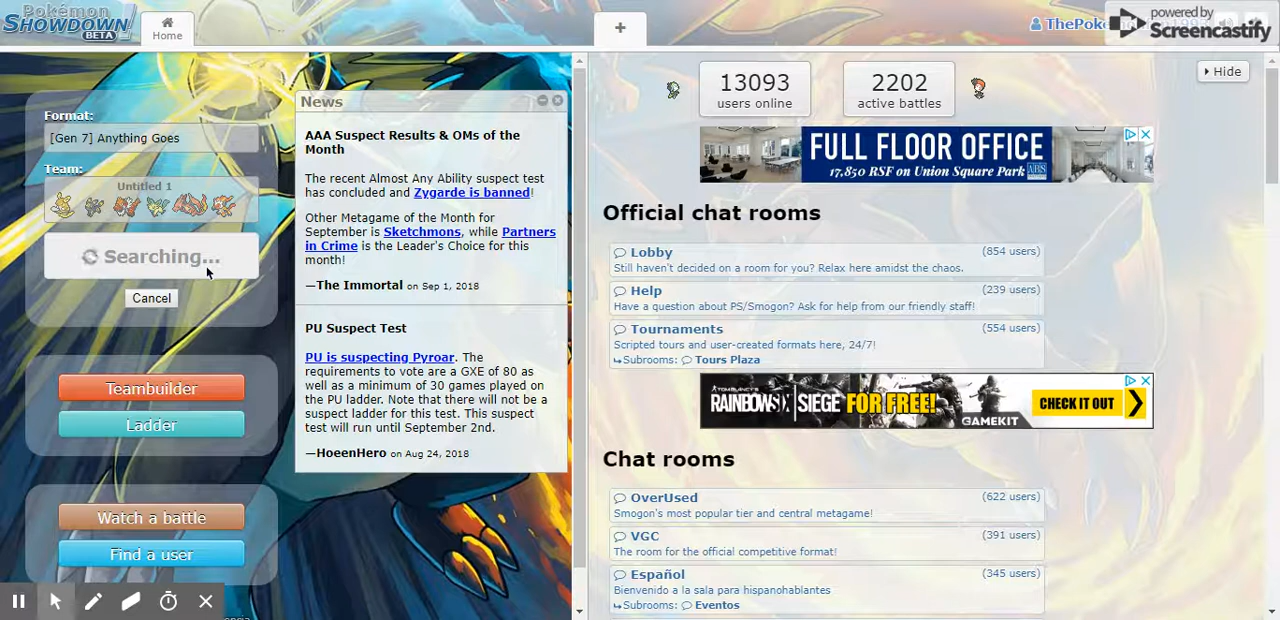 Pokémon
SHOWDOWN!
BETA
Home
+
ThePoke
powered by
Screencastify
Format:
[Gen 7] Anything Goes
Team:
Untitled 1
Searching...
Cancel
Teambuilder
Ladder
Watch a battle
Find a user
News
AAA Suspect Results & OMs of the
Month
The recent Almost Any Ability suspect test
has concluded and Zygarde is banned!
Other Metagame of the Month for
September is Sketchmons, while Partners
in Crime is the Leader's Choice for this
month!
—The Immortal on Sep 1, 2018
PU Suspect Test
PU is suspecting Pyroar. The
requirements to vote are a GXE of 80 as
well as a minimum of 30 games played on
the PU ladder. Note that there will not be a
suspect ladder for this test. This suspect
test will run until September 2nd.
—HoeenHero on Aug 24, 2018
13093
users online
2202
active battles
Hide
FULL FLOOR OFFICE
17,850 RSF on Union Square Park
Official chat rooms
Lobby (854 users)
Still haven't decided on a room for you? Relax here amidst the chaos.
Help (239 users)
Have a question about PS/Smogon? Ask for help from our friendly staff!
Tournaments (554 users)
Scripted tours and user-created formats here, 24/7!
Subrooms: Tours Plaza
TOM CLANCY'S
RAINBOW SIX | SIEGE FOR FREE!
GAMEKIT
CHECK IT OUT
Chat rooms
OverUsed (622 users)
Smogon's most popular tier and central metagame!
VGC (391 users)
The room for the official competitive format!
Español (345 users)
Bienvenido a la sala para hispanohablantes
Subrooms: Eventos